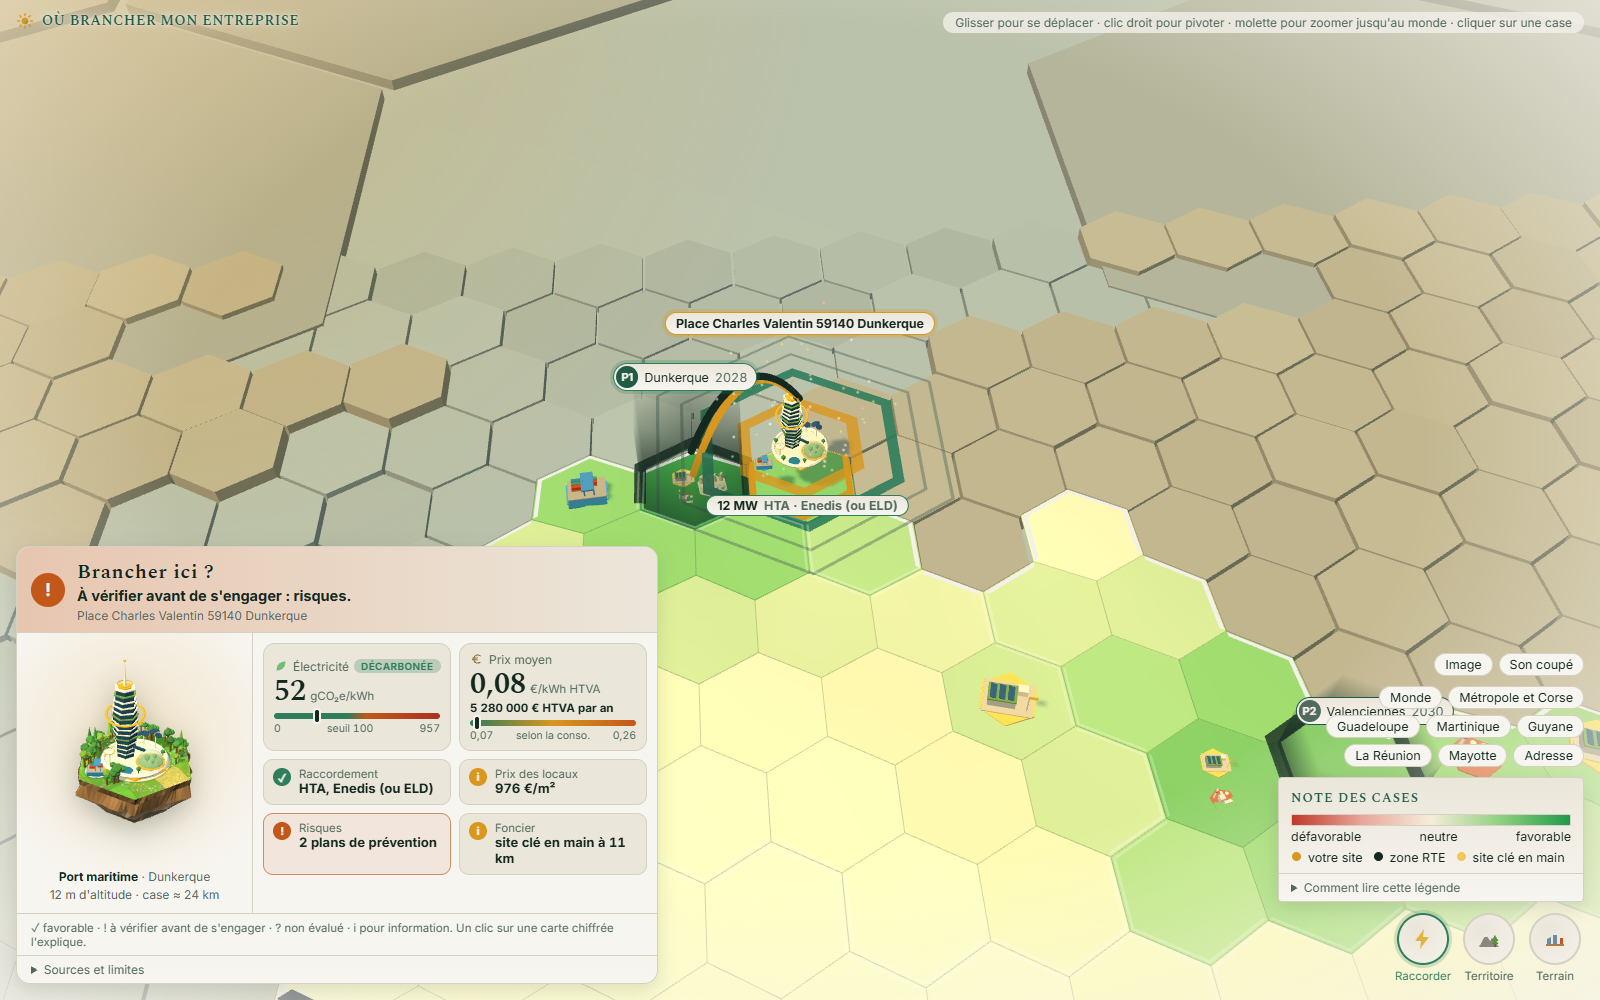 OÙ BRANCHER MON ENTREPRISE
Glisser pour se déplacer · clic droit pour pivoter · molette pour zoomer jusqu'au monde · cliquer sur une case
Place Charles Valentin 59140 Dunkerque
P1 Dunkerque 2028
12 MW HTA · Enedis (ou ELD)
! Brancher ici ?
À vérifier avant de s'engager : risques.
Place Charles Valentin 59140 Dunkerque
Électricité DÉCARBONÉE
52 gCO₂e/kWh
0 seuil 100 957
€ Prix moyen
0,08 €/kWh HTVA
5 280 000 € HTVA par an
0,07 selon la conso. 0,26
Raccordement
HTA, Enedis (ou ELD)
i Prix des locaux
976 €/m²
! Risques
2 plans de prévention
i Foncier
site clé en main à 11
km
Port maritime · Dunkerque
12 m d'altitude · case ≈ 24 km
✓ favorable · ! à vérifier avant de s'engager · ? non évalué · i pour information. Un clic sur une carte chiffrée
l'explique.
▶ Sources et limites
Image Son coupé
Monde Métropole et Corse
P2 Valenciennes 2030
Guadeloupe Martinique Guyane
La Réunion Mayotte Adresse
NOTE DES CASES
défavorable neutre favorable
votre site zone RTE site clé en main
▶ Comment lire cette légende
Raccorder Territoire Terrain